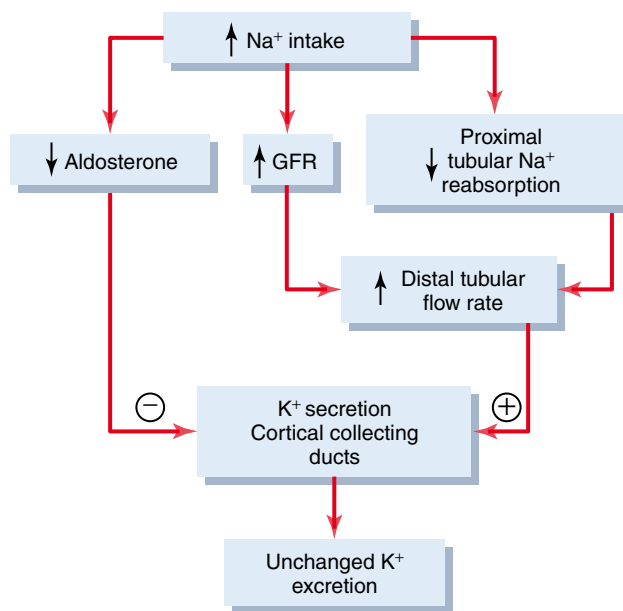 ↑ Na⁺ intake
↓ Aldosterone
↑ GFR
Proximal
↓ tubular Na⁺
reabsorption
↑ Distal tubular
flow rate
−
+
K⁺ secretion
Cortical collecting
ducts
Unchanged K⁺
excretion